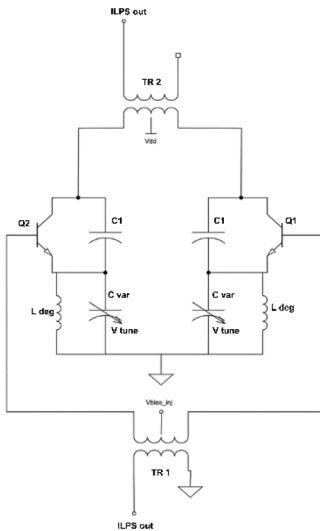 ILPS out
TR 2
Vdd
Q2
C1
C1
Q1
L deg
C var
V tune
C var
V tune
L deg
Vbias_inj
TR 1
ILPS out